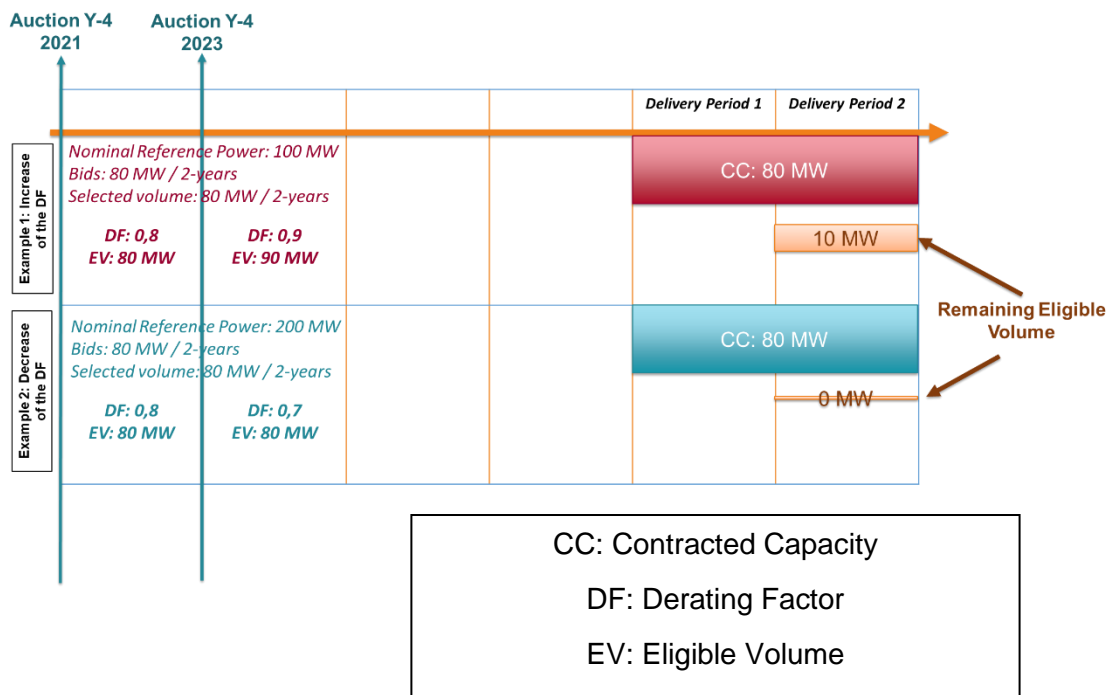 Auction Y-4
2021
Auction Y-4
2023
Delivery Period 1
Delivery Period 2
Example 1: Increase
of the DF
Nominal Reference Power: 100 MW
Bids: 80 MW / 2-years
Selected volume: 80 MW / 2-years
DF: 0,8
EV: 80 MW
DF: 0,9
EV: 90 MW
CC: 80 MW
10 MW
Remaining Eligible
Volume
Example 2: Decrease
of the DF
Nominal Reference Power: 200 MW
Bids: 80 MW / 2-years
Selected volume: 80 MW / 2-years
DF: 0,8
EV: 80 MW
DF: 0,7
EV: 80 MW
CC: 80 MW
0 MW
CC: Contracted Capacity
DF: Derating Factor
EV: Eligible Volume